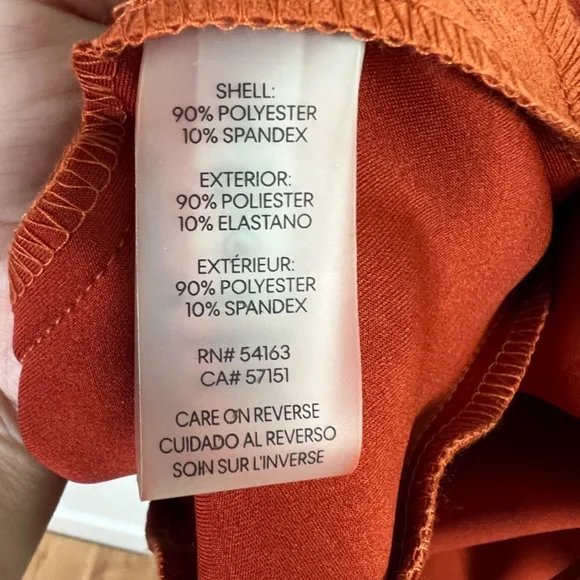 SHELL:
90% POLYESTER
10% SPANDEX
EXTERIOR:
90% POLIESTER
10% ELASTANO
EXTÉRIEUR:
90% POLYESTER
10% SPANDEX
RN# 54163
CA# 57151
CARE ON REVERSE
CUIDADO AL REVERSO
SOIN SUR L'INVERSE